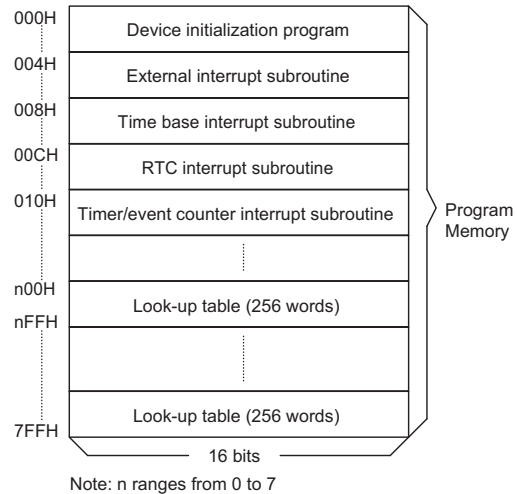 000H
Device initialization program
004H
External interrupt subroutine
008H
Time base interrupt subroutine
00CH
RTC interrupt subroutine
010H
Timer/event counter interrupt subroutine
Program
Memory
n00H
Look-up table (256 words)
nFFH
Look-up table (256 words)
7FFH
16 bits
Note: n ranges from 0 to 7